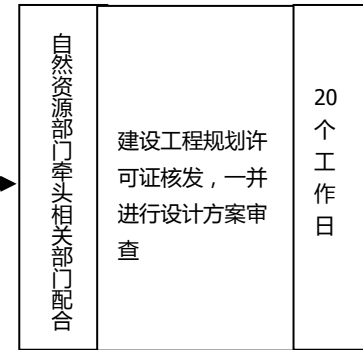 自然资源部门牵头相关部门配合
建设工程规划许
可证核发，一并
进行设计方案审
查
20
个
工
作
日